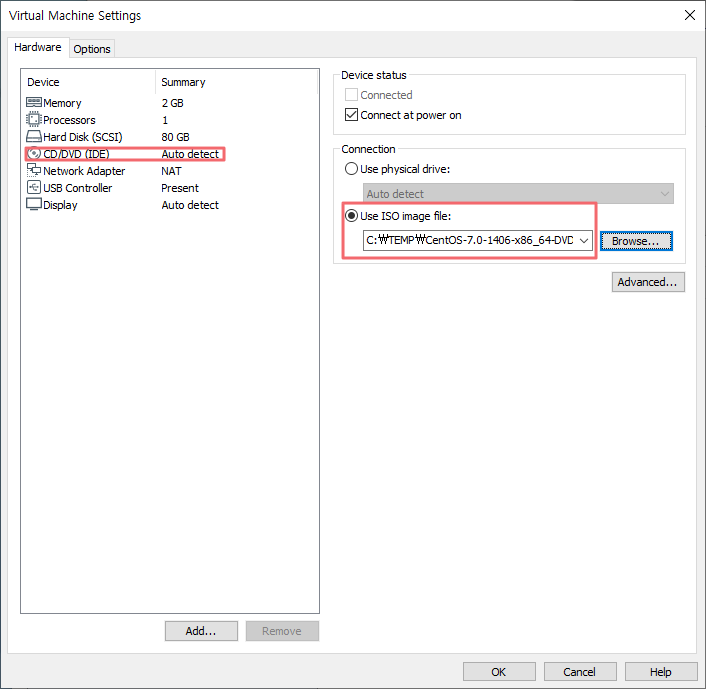 Virtual Machine Settings
Hardware
Options
Device Summary
Memory 2 GB
Processors 1
Hard Disk (SCSI) 80 GB
CD/DVD (IDE) Auto detect
Network Adapter NAT
USB Controller Present
Display Auto detect
Add...
Remove
Device status
Connected
Connect at power on
Connection
Use physical drive:
Auto detect
Use ISO image file:
C:₩TEMP₩CentOS-7.0-1406-x86_64-DVD
Browse...
Advanced...
OK
Cancel
Help